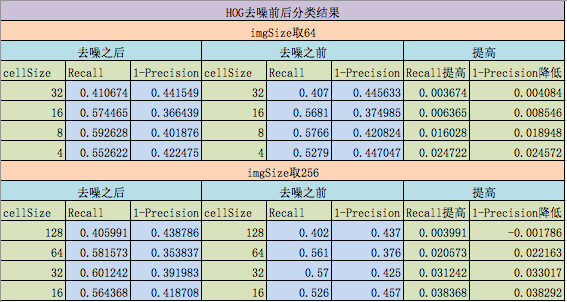 HOG去噪前后分类结果
imgSize取64
去噪之后 去噪之前 提高
cellSize Recall 1-Precision cellSize Recall 1-Precision Recall提高 1-Precision降低
32 0.410674 0.441549 32 0.407 0.445633 0.003674 0.004084
16 0.574465 0.366439 16 0.5681 0.374985 0.006365 0.008546
8 0.592628 0.401876 8 0.5766 0.420824 0.016028 0.018948
4 0.552622 0.422475 4 0.5279 0.447047 0.024722 0.024572
imgSize取256
去噪之后 去噪之前 提高
cellSize Recall 1-Precision cellSize Recall 1-Precision Recall提高 1-Precision降低
128 0.405991 0.438786 128 0.402 0.437 0.003991 -0.001786
64 0.581573 0.353837 64 0.561 0.376 0.020573 0.022163
32 0.601242 0.391983 32 0.57 0.425 0.031242 0.033017
16 0.564368 0.418708 16 0.526 0.457 0.038368 0.038292